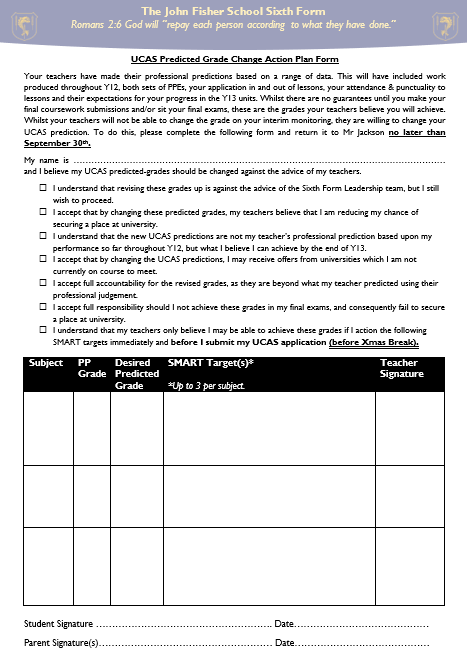 The John Fisher School Sixth Form
Romans 2:6 God will “repay each person according to what they have done.”
UCAS Predicted Grade Change Action Plan Form
Your teachers have made their professional predictions based on a range of data. This will have included work
produced throughout Y12, both sets of PPEs, your application in and out of lessons, your attendance & punctuality to
lessons and their expectations for your progress in the Y13 units. Whilst there are no guarantees until you make your
final coursework submissions and/or sit your final exams, these are the grades your teachers believe you will achieve.
Whilst your teachers will not be able to change the grade on your interim monitoring, they are willing to change your
UCAS prediction. To do this, please complete the following form and return it to Mr Jackson no later than
September 30th.
My name is ……………………………………………………………………………………………
and I believe my UCAS predicted-grades should be changed against the advice of my teachers.
☐ I understand that revising these grades up is against the advice of the Sixth Form Leadership team, but I still
wish to proceed.
☐ I accept that by changing these predicted grades, my teachers believe that I am reducing my chance of
securing a place at university.
☐ I understand that the new UCAS predictions are not my teacher’s professional prediction based upon my
performance so far throughout Y12, but what I believe I can achieve by the end of Y13.
☐ I accept that by changing the UCAS predictions, I may receive offers from universities which I am not
currently on course to meet.
☐ I accept full accountability for the revised grades, as they are beyond what my teacher predicted using their
professional judgement.
☐ I accept full responsibility should I not achieve these grades in my final exams, and consequently fail to secure
a place at university.
☐ I understand that my teachers only believe I may be able to achieve these grades if I action the following
SMART targets immediately and before I submit my UCAS application (before Xmas Break).
Subject PP Grade Desired Predicted Grade SMART Target(s)* Teacher Signature
*Up to 3 per subject.
Student Signature ……………………………………………. Date…………………………………
Parent Signature(s)…………………………………………… Date…………………………………